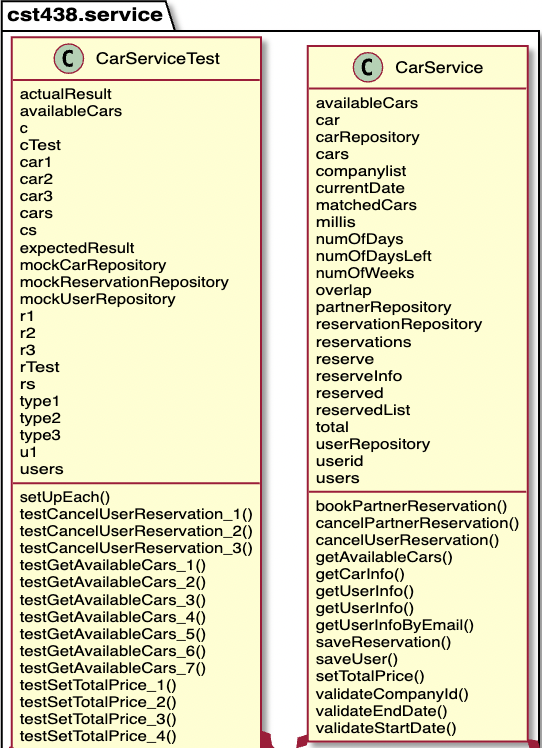 cst438.service
C CarServiceTest
actualResult
availableCars
c
cTest
car1
car2
car3
cars
cs
expectedResult
mockCarRepository
mockReservationRepository
mockUserRepository
r1
r2
r3
rTest
rs
type1
type2
type3
u1
users
setUpEach()
testCancelUserReservation_1()
testCancelUserReservation_2()
testCancelUserReservation_3()
testGetAvailableCars_1()
testGetAvailableCars_2()
testGetAvailableCars_3()
testGetAvailableCars_4()
testGetAvailableCars_5()
testGetAvailableCars_6()
testGetAvailableCars_7()
testSetTotalPrice_1()
testSetTotalPrice_2()
testSetTotalPrice_3()
testSetTotalPrice_4()
C CarService
availableCars
car
carRepository
cars
companylist
currentDate
matchedCars
millis
numOfDays
numOfDaysLeft
numOfWeeks
overlap
partnerRepository
reservationRepository
reservations
reserve
reserveInfo
reserved
reservedList
total
userRepository
userid
users
bookPartnerReservation()
cancelPartnerReservation()
cancelUserReservation()
getAvailableCars()
getCarInfo()
getUserInfo()
getUserInfo()
getUserInfoByEmail()
saveReservation()
saveUser()
setTotalPrice()
validateCompanyId()
validateEndDate()
validateStartDate()